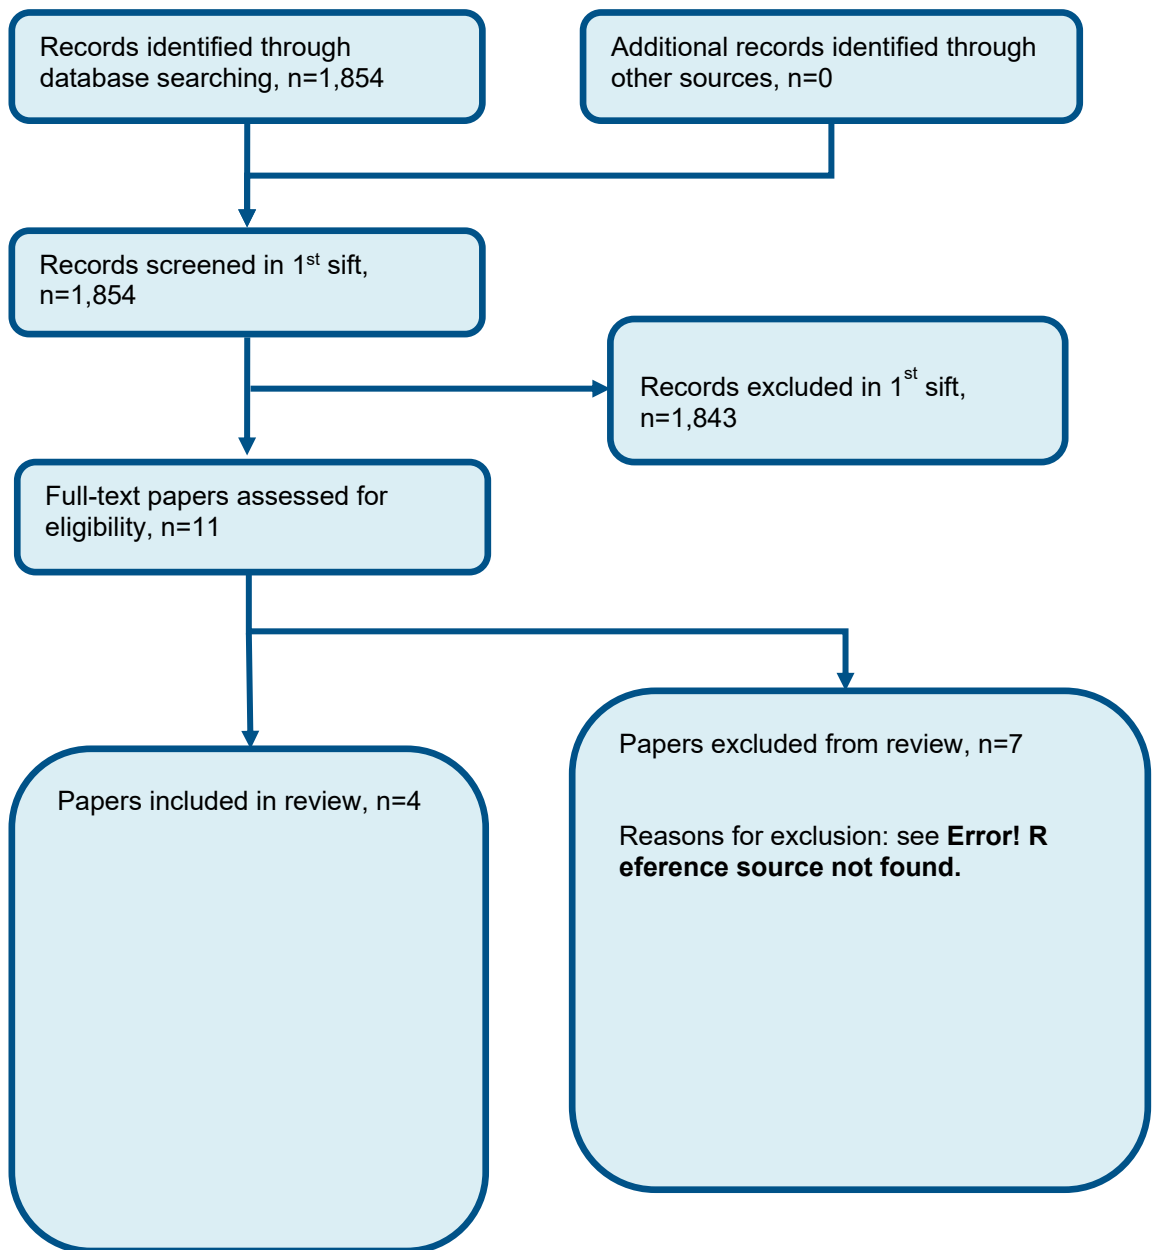 Records identified through
database searching, n=1,854
Additional records identified through
other sources, n=0
Records screened in 1st sift,
n=1,854
Records excluded in 1st sift,
n=1,843
Full-text papers assessed for
eligibility, n=11
Papers included in review, n=4
Papers excluded from review, n=7
Reasons for exclusion: see Error! R
eference source not found.